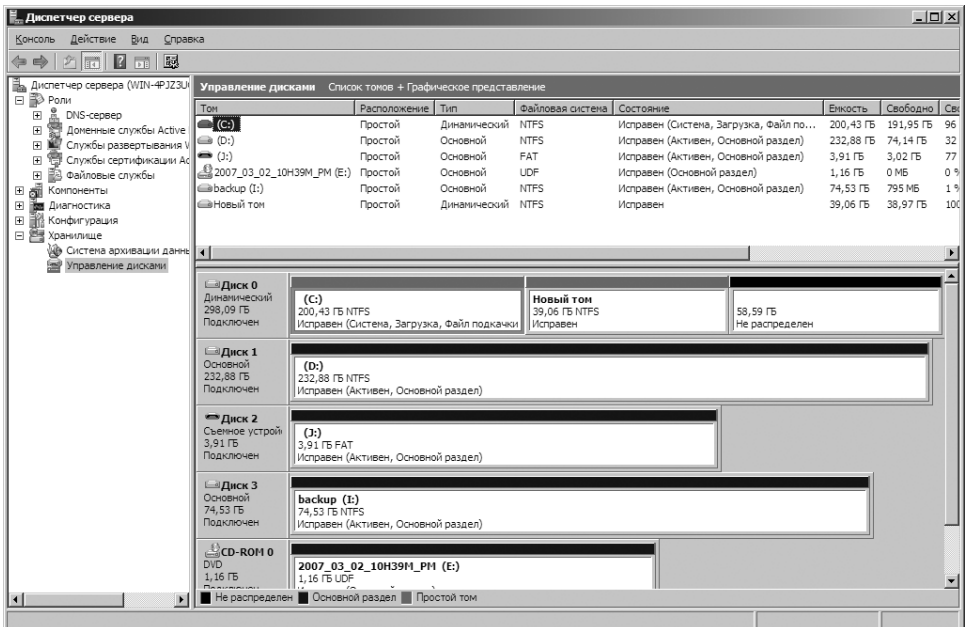 Диспетчер сервера
Консоль Действие Вид Справка
Диспетчер сервера (WIN-4PJZ3U
Роли
DNS-сервер
Доменные службы Active
Службы развертывания
Службы сертификации Ac
Файловые службы
Компоненты
Диагностика
Конфигурация
Хранилище
Система архивации данны
Управление дисками
Управление дисками Список томов + Графическое представление
Том Расположение Тип Файловая система Состояние Емкость Свободно Сво
(C:) Простой Динамический NTFS Исправен (Система, Загрузка, Файл по... 200,43 ГБ 191,95 ГБ 96
(D:) Простой Основной NTFS Исправен (Активен, Основной раздел) 232,88 ГБ 74,14 ГБ 32
(J:) Простой Основной FAT Исправен (Активен, Основной раздел) 3,91 ГБ 3,02 ГБ 77
2007_03_02_10H39M_PM (E:) Простой Основной UDF Исправен (Основной раздел) 1,16 ГБ 0 МБ 0 %
backup (I:) Простой Основной NTFS Исправен (Активен, Основной раздел) 74,53 ГБ 795 МБ 1 %
Новый том Простой Динамический NTFS Исправен 39,06 ГБ 38,97 ГБ 100
Диск 0
Динамический
298,09 ГБ
Подключен
(C:)
200,43 ГБ NTFS
Исправен (Система, Загрузка, Файл подкачки
Новый том
39,06 ГБ NTFS
Исправен
58,59 ГБ
Не распределен
Диск 1
Основной
232,88 ГБ
Подключен
(D:)
232,88 ГБ NTFS
Исправен (Активен, Основной раздел)
Диск 2
Съемное устрой
3,91 ГБ
Подключен
(J:)
3,91 ГБ FAT
Исправен (Активен, Основной раздел)
Диск 3
Основной
74,53 ГБ
Подключен
backup (I:)
74,53 ГБ NTFS
Исправен (Активен, Основной раздел)
CD-ROM 0
DVD
1,16 ГБ
2007_03_02_10H39M_PM (E:)
1,16 ГБ UDF
Не распределен Основной раздел Простой том